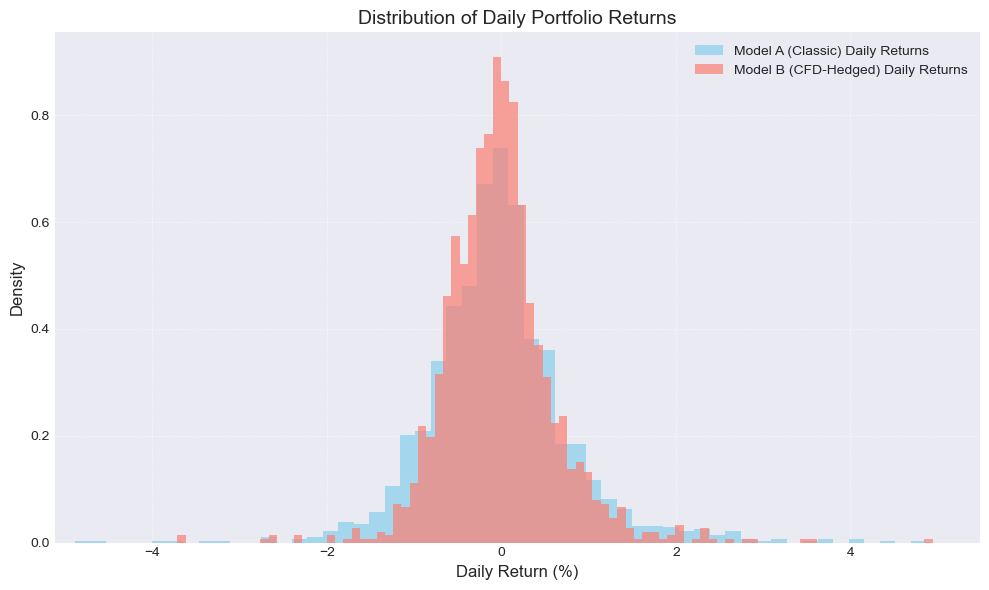 Distribution of Daily Portfolio Returns
Model A (Classic) Daily Returns
Model B (CFD-Hedged) Daily Returns
Density
0.8
0.6
0.4
0.2
0.0
−4
−2
0
2
4
Daily Return (%)